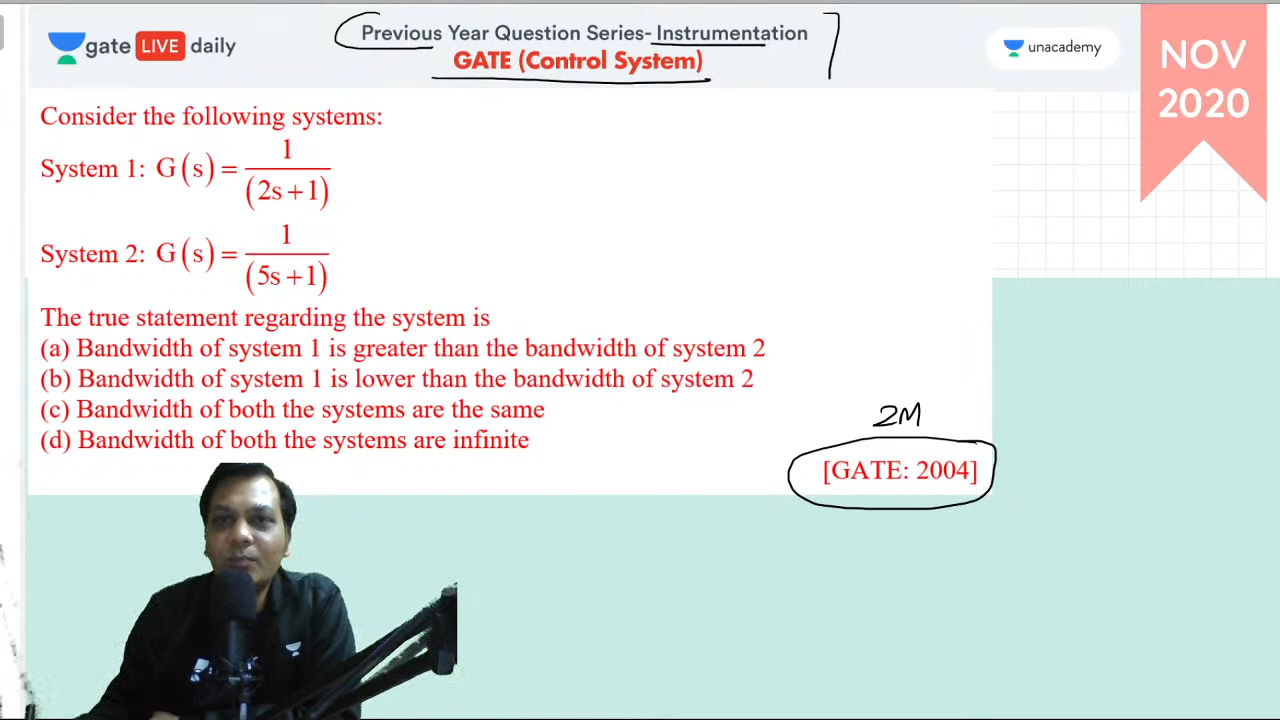 gate LIVE daily
Previous Year Question Series- Instrumentation
GATE (Control System)
unacademy
NOV
2020
Consider the following systems:
System 1: G(s) = 1/(2s+1)
System 2: G(s) = 1/(5s+1)
The true statement regarding the system is
(a) Bandwidth of system 1 is greater than the bandwidth of system 2
(b) Bandwidth of system 1 is lower than the bandwidth of system 2
(c) Bandwidth of both the systems are the same
(d) Bandwidth of both the systems are infinite
2M
[GATE: 2004]